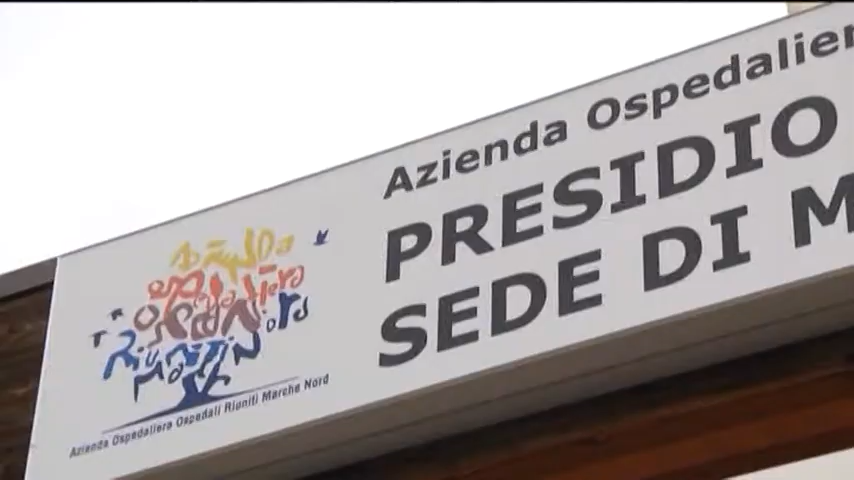 Azienda Ospedalier
PRESIDIO
SEDE DI M
Azienda Ospedaliera Ospedali Riuniti Marche Nord